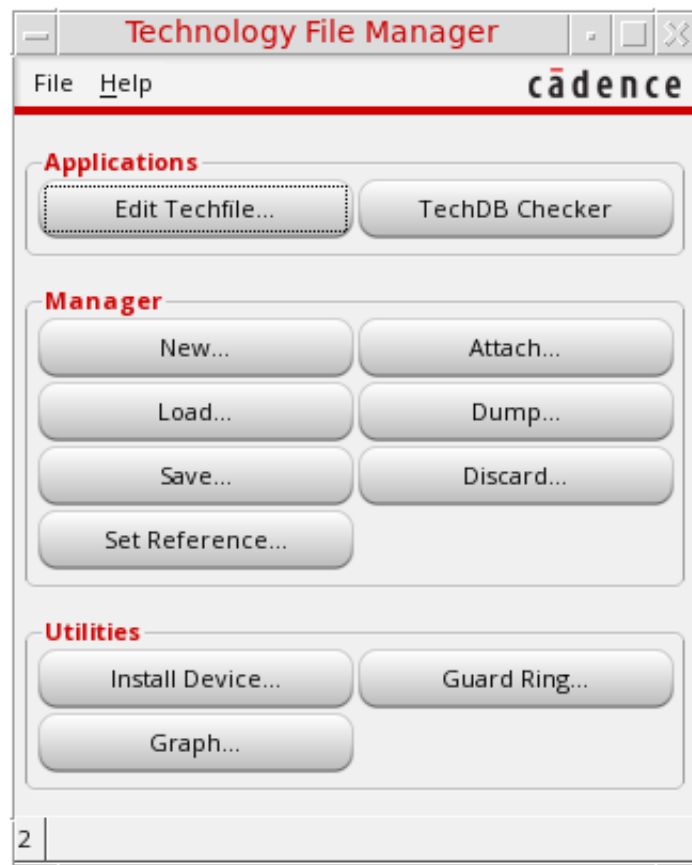 Technology File Manager
File Help cādence
Applications
Edit Techfile... TechDB Checker
Manager
New... Attach...
Load... Dump...
Save... Discard...
Set Reference...
Utilities
Install Device... Guard Ring...
Graph...
2